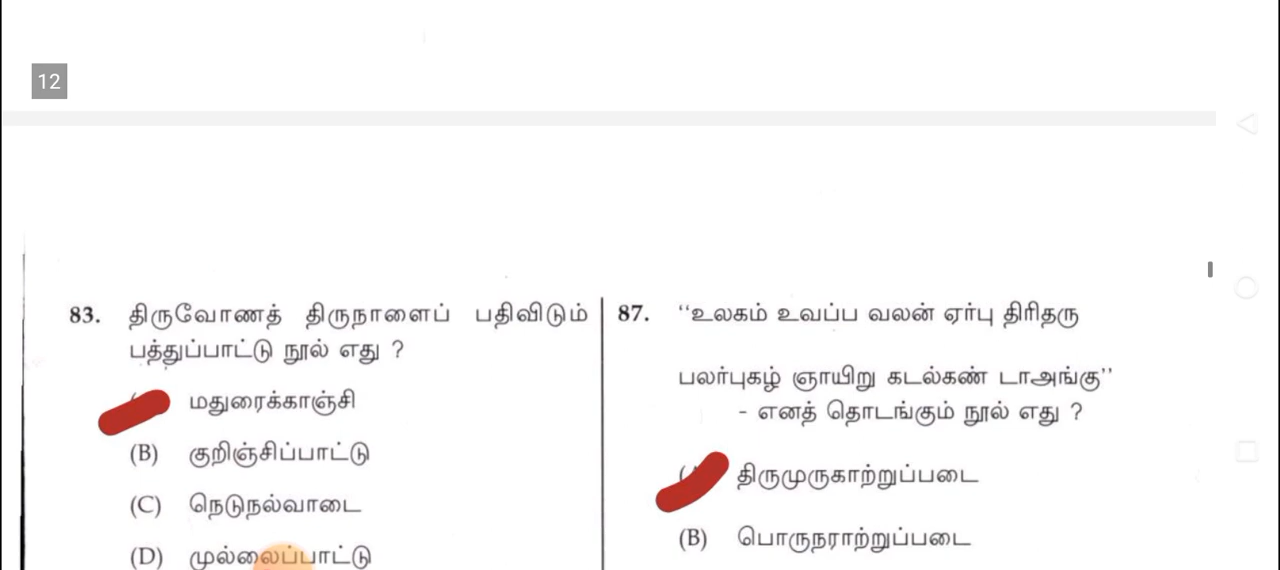 12
83. திருவோணத் திருநாளைப் பதிவிடும்
பத்துப்பாட்டு நூல் எது ?
மதுரைக்காஞ்சி
(B) குறிஞ்சிப்பாட்டு
(C) நெடுநல்வாடை
(D) முல்லைப்பாட்டு
87. “உலகம் உவப்ப வலன் ஏர்பு திரிதரு
பலர்புகழ் ஞாயிறு கடல்கண் டாஅங்கு”
- எனத் தொடங்கும் நூல் எது ?
திருமுருகாற்றுப்படை
(B) பொருநராற்றுப்படை